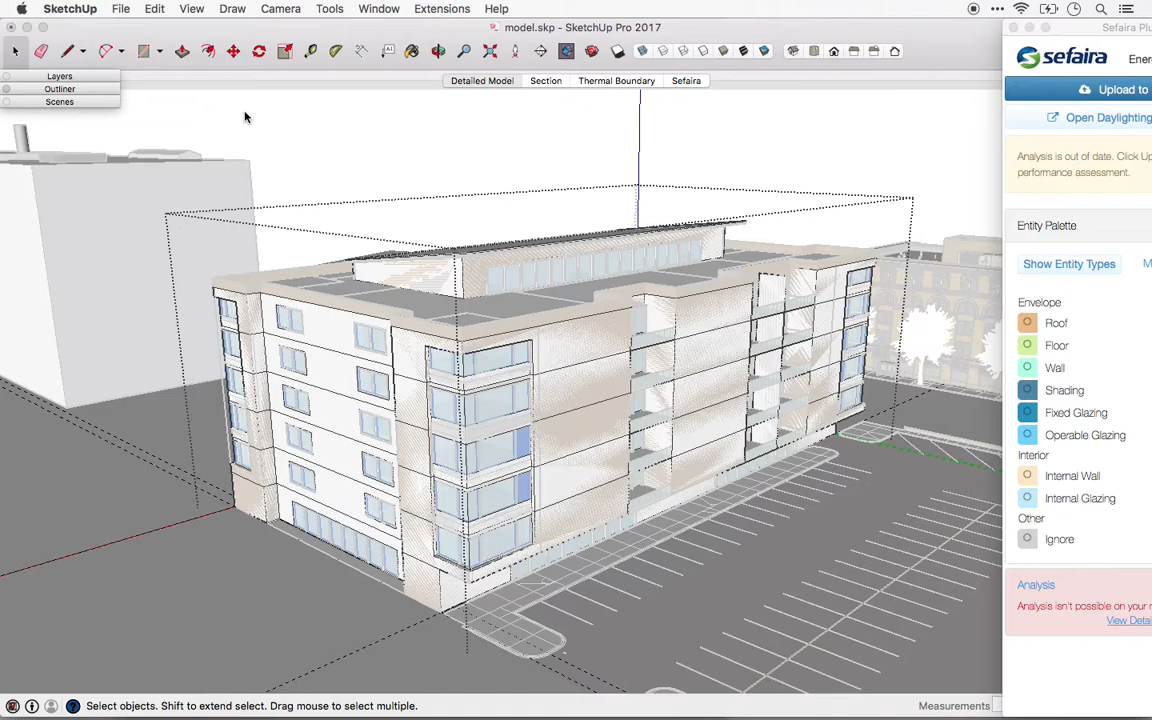 SketchUp File Edit View Draw Camera Tools Window Extensions Help
model.skp - SketchUp Pro 2017
Sefaira Plu
Layers
Outliner
Scenes
Detailed Model Section Thermal Boundary Sefaira
sefaira Ener
Upload to
Open Daylighting
Analysis is out of date. Click Up
performance assessment.
Entity Palette
Show Entity Types M
Envelope
Roof
Floor
Wall
Shading
Fixed Glazing
Operable Glazing
Interior
Internal Wall
Internal Glazing
Other
Ignore
Analysis
Analysis isn't possible on your m
View Detai
Select objects. Shift to extend select. Drag mouse to select multiple.
Measurements